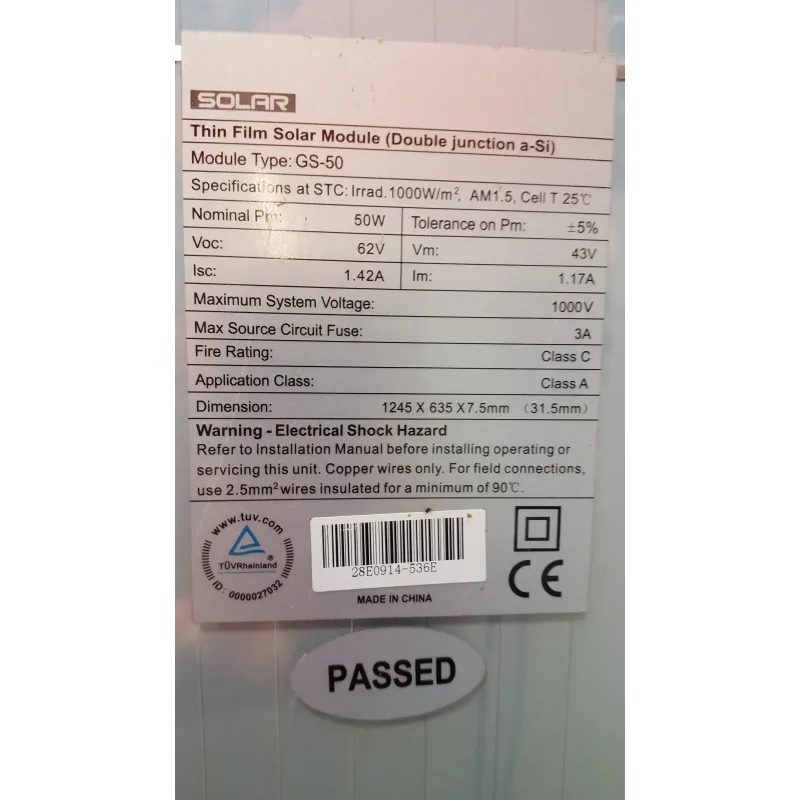 SOLAR
Thin Film Solar Module (Double junction a-Si)
Module Type: GS-50
Specifications at STC: Irrad.1000W/m², AM1.5, Cell T 25℃
Nominal Pm: 50W Tolerance on Pm: ±5%
Voc: 62V Vm: 43V
Isc: 1.42A Im: 1.17A
Maximum System Voltage: 1000V
Max Source Circuit Fuse: 3A
Fire Rating: Class C
Application Class: Class A
Dimension: 1245 X 635 X7.5mm (31.5mm)
Warning - Electrical Shock Hazard
Refer to Installation Manual before installing operating or
servicing this unit. Copper wires only. For field connections,
use 2.5mm² wires insulated for a minimum of 90℃.
www.tuv.com
TÜVRheinland®
ID: 0000027032
28E0914-536E
MADE IN CHINA
CE
PASSED